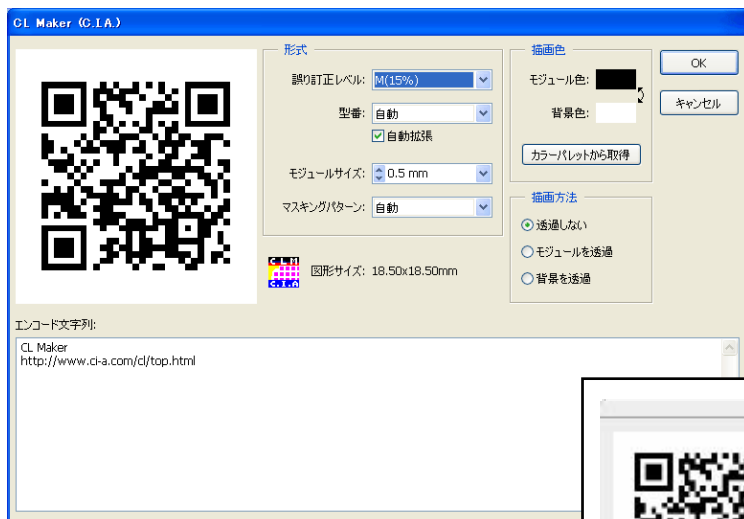 CL Maker (C.I.A.)
形式
誤り訂正レベル: M(15%)
型番: 自動
自動拡張
モジュールサイズ: 0.5 mm
マスキングパターン: 自動
CLM
C.I.A
図形サイズ: 18.50x18.50mm
描画色
モジュール色:
背景色:
カラーパレットから取得
描画方法
透過しない
モジュールを透過
背景を透過
OK
キャンセル
エンコード文字列:
CL Maker
http://www.ci-a.com/cl/top.html